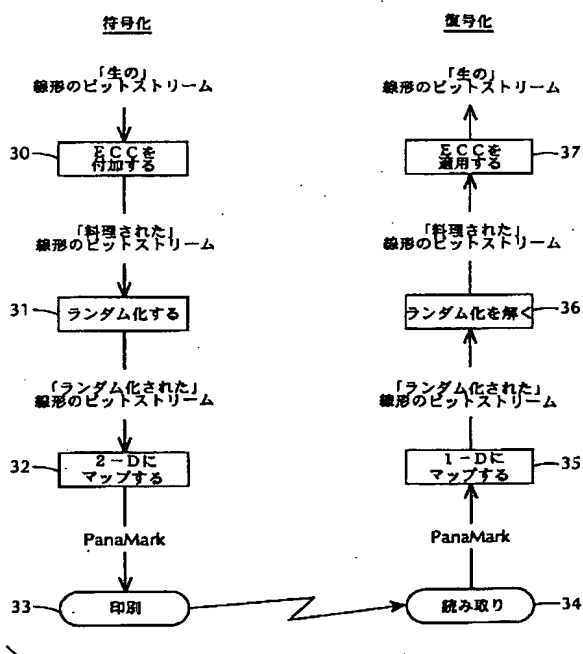 符号化
「生の」
線形のビットストリーム
30
ECCを
付加する
「料理された」
線形のビットストリーム
31
ランダム化する
「ランダム化された」
線形のビットストリーム
32
2-Dに
マップする
PanaMark
33
印刷
復号化
「生の」
線形のビットストリーム
37
ECCを
適用する
「料理された」
線形のビットストリーム
36
ランダム化を解く
「ランダム化された」
線形のビットストリーム
35
1-Dに
マップする
PanaMark
読み取り
34